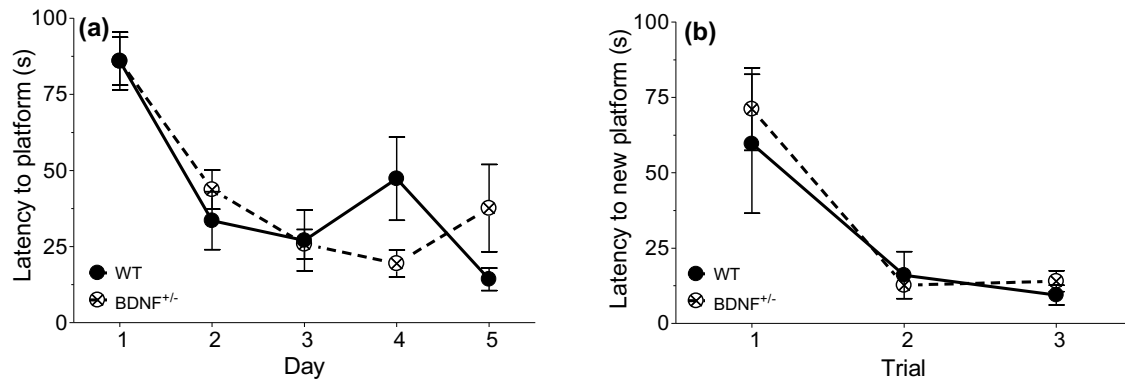 (a)
Latency to platform (s)
100
75
50
25
0
WT
BDNF+/-
1 2 3 4 5
Day
(b)
Latency to new platform (s)
100
75
50
25
0
WT
BDNF+/-
1 2 3
Trial